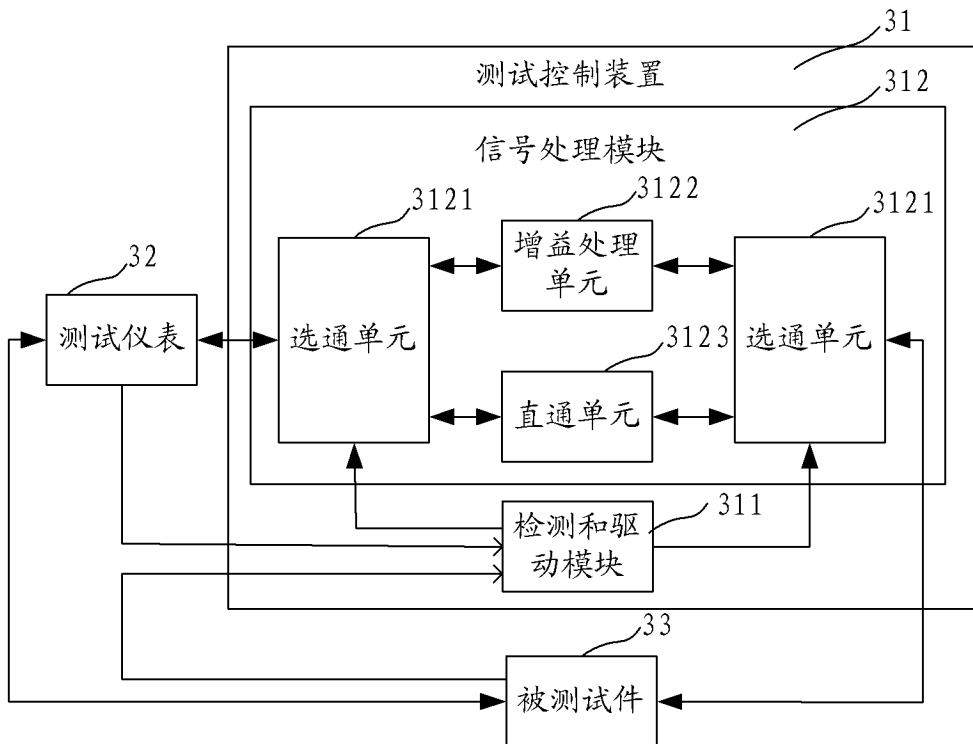 31
测试控制装置
312
信号处理模块
3121
3122
3121
增益处理
单元
32
测试仪表
选通单元
选通单元
3123
直通单元
检测和驱
动模块
311
33
被测试件